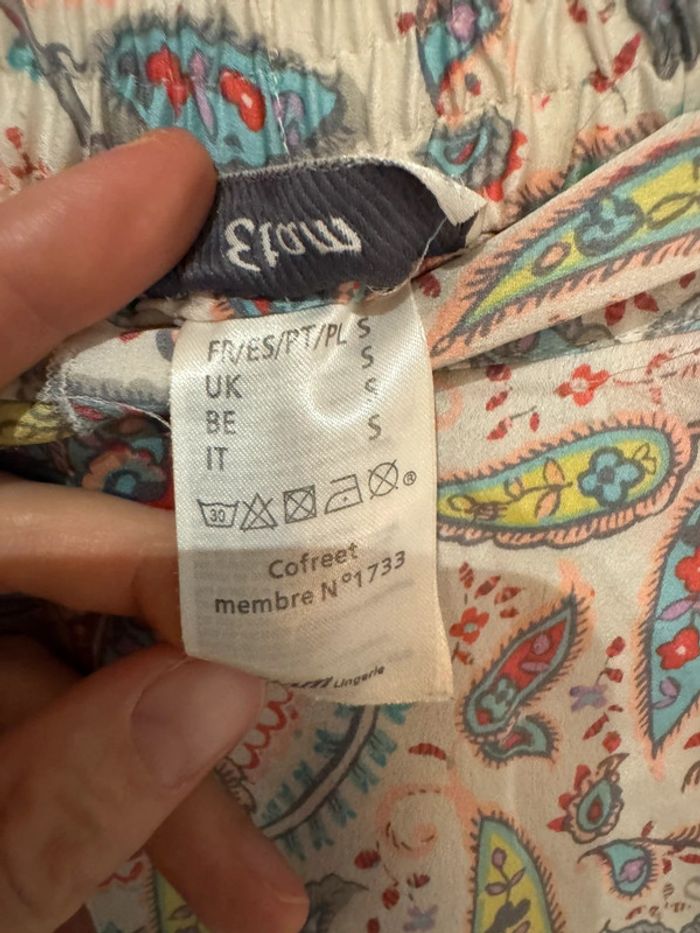 Etam
FR/ES/PT/PL S
UK S
BE S
IT S
30 ®
Cofreet
membre N°1733
Lingerie